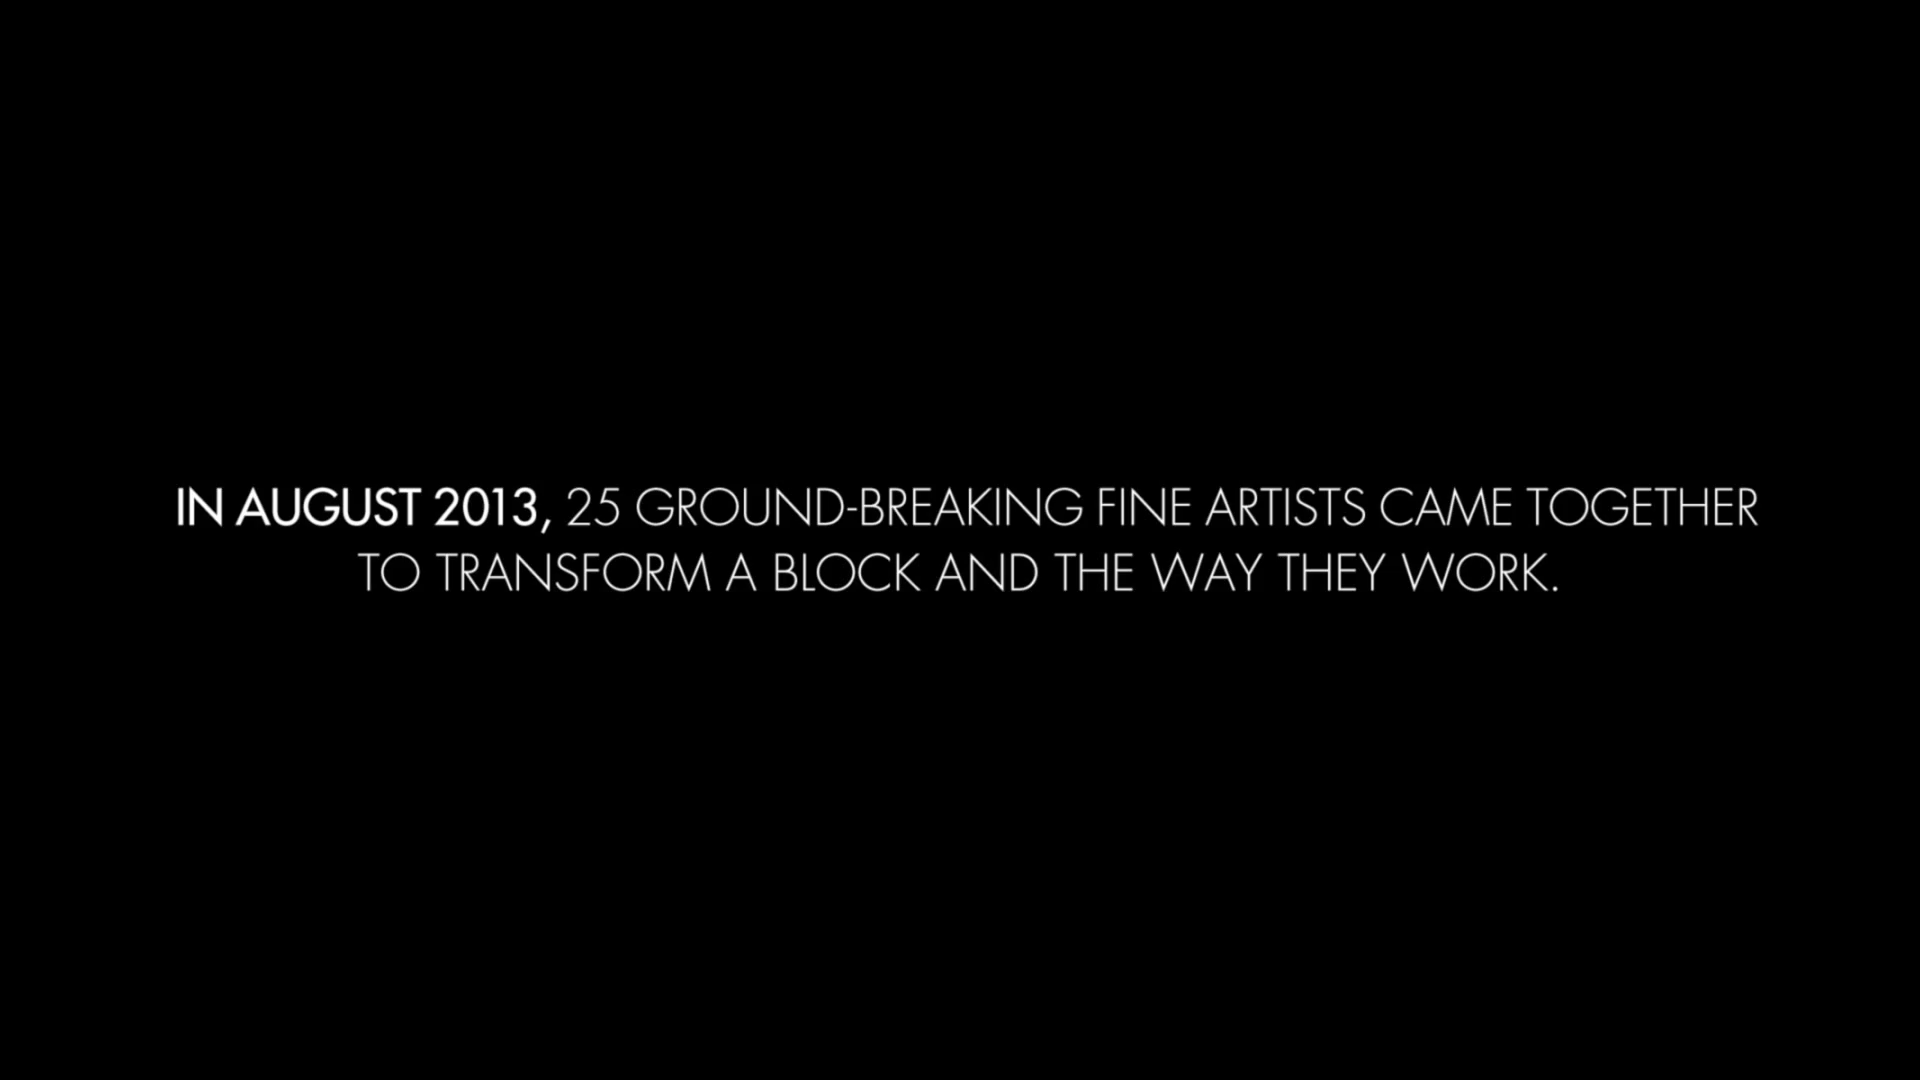 IN AUGUST 2013, 25 GROUND-BREAKING FINE ARTISTS CAME TOGETHER
TO TRANSFORM A BLOCK AND THE WAY THEY WORK.